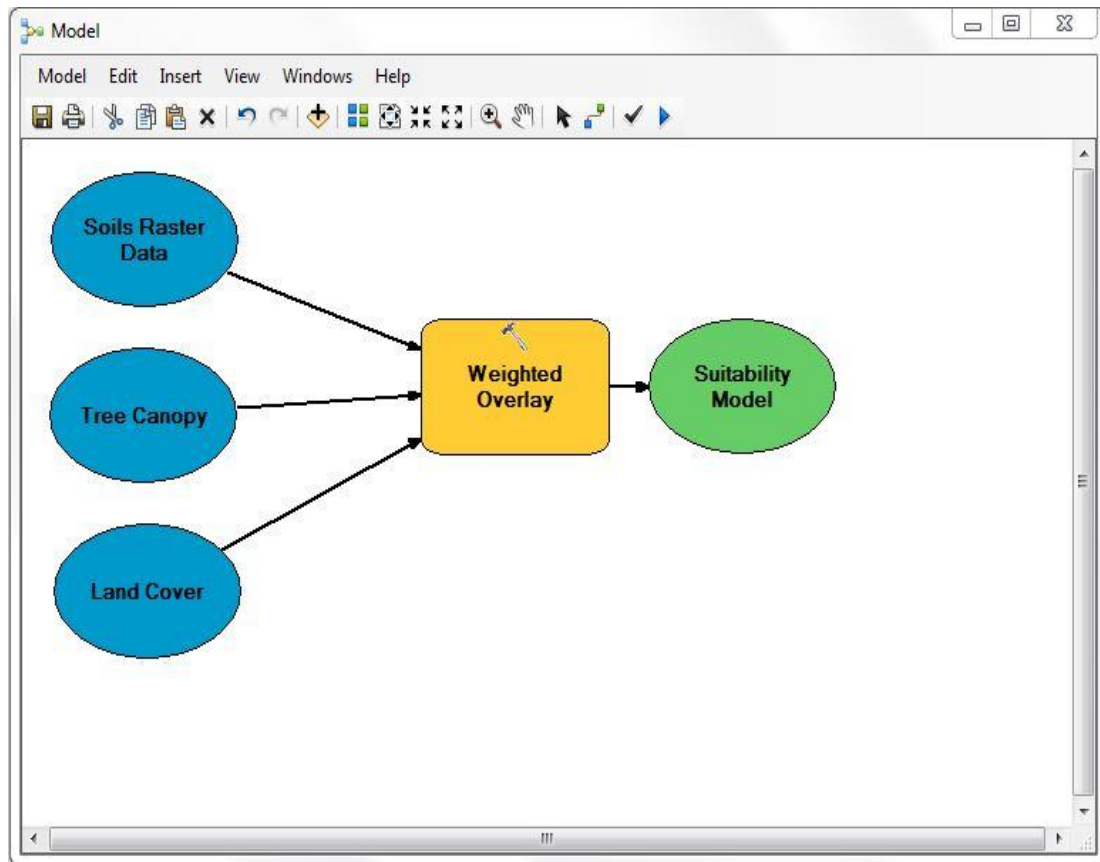 Model
Model Edit Insert View Windows Help
Soils Raster
Data
Tree Canopy
Land Cover
Weighted
Overlay
Suitability
Model